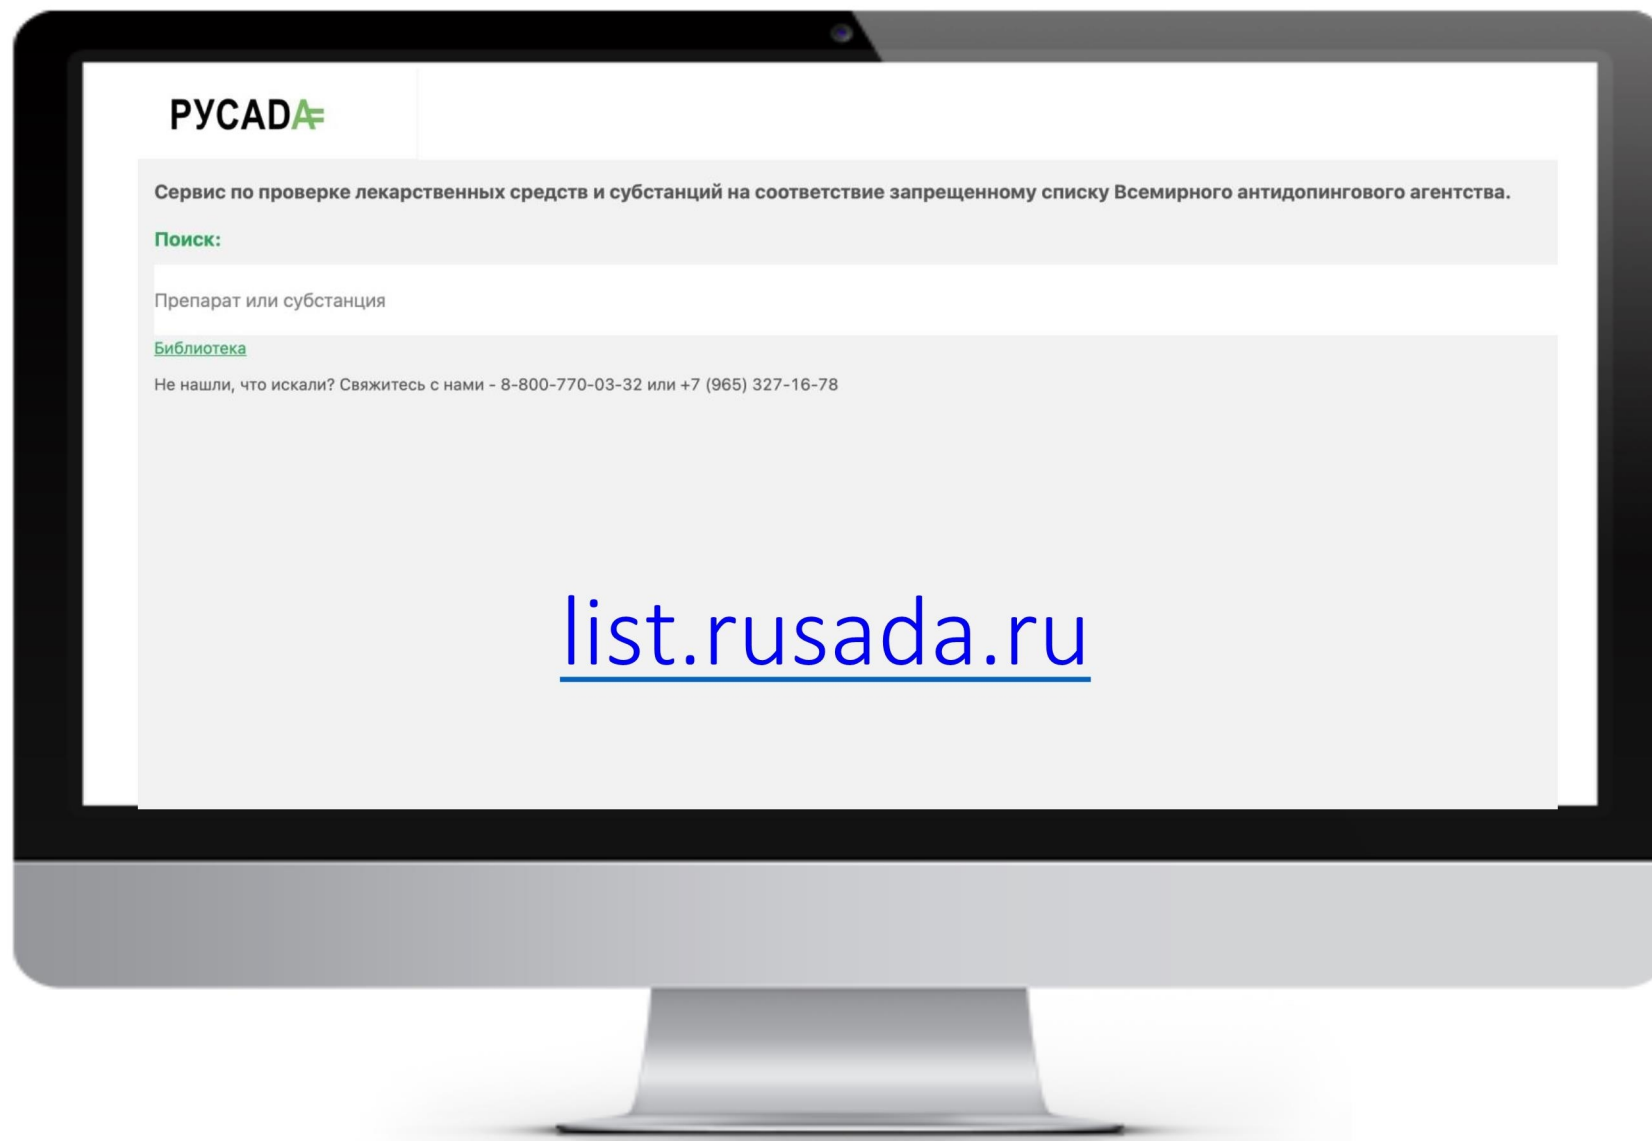 РУСАDA
Сервис по проверке лекарственных средств и субстанций на соответствие запрещенному списку Всемирного антидопингового агентства.
Поиск:
Препарат или субстанция
Библиотека
Не нашли, что искали? Свяжитесь с нами - 8-800-770-03-32 или +7 (965) 327-16-78
list.rusada.ru